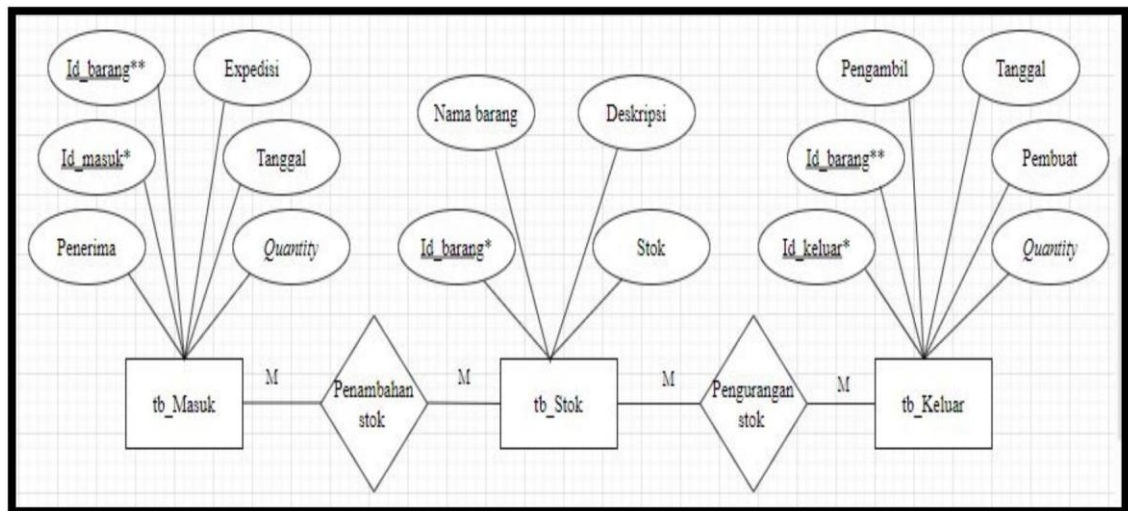 Id_barang**
Expedisi
Id_masuk*
Tanggal
Penerima
Quantity
Nama barang
Deskripsi
Id_barang*
Stok
Pengambil
Tanggal
Id_barang**
Pembuat
Id_keluar*
Quantity
tb_Masuk
M
Penambahan
stok
M
tb_Stok
M
Pengurangan
stok
M
tb_Keluar